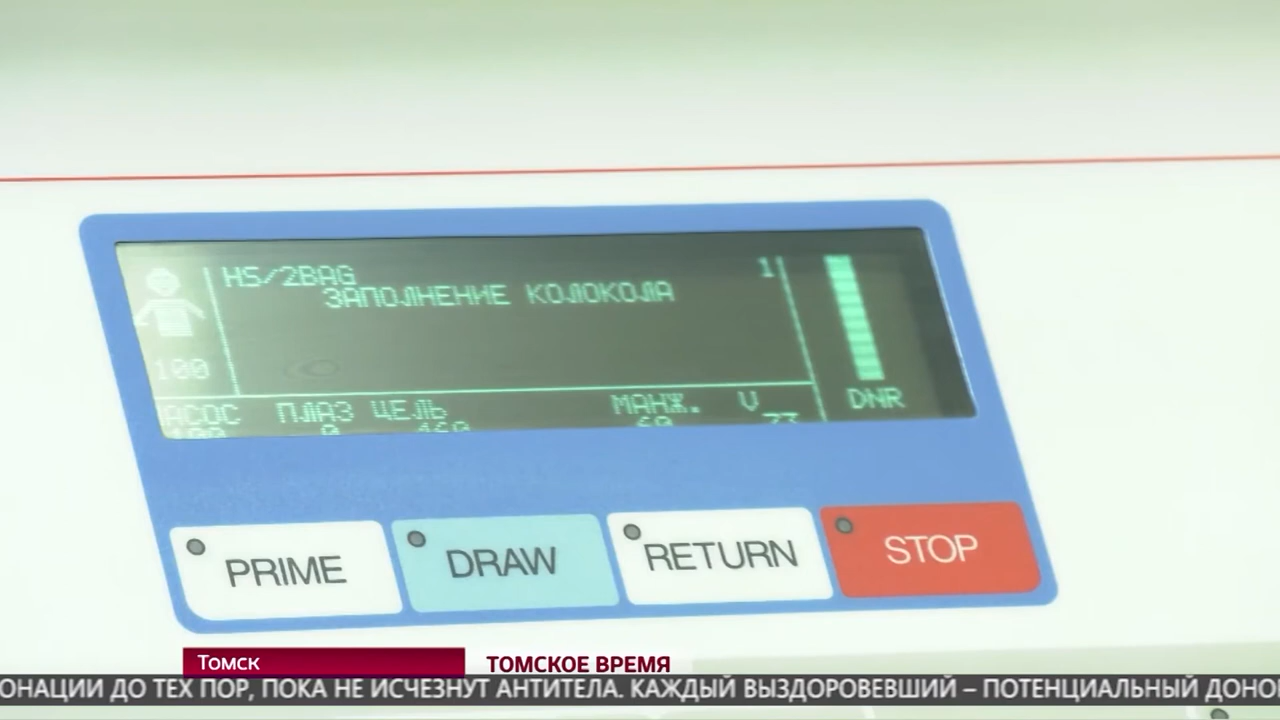 HS/2BAG 1
ЗАПОЛНЕНИЕ КОЛОКОЛА
100
АСОС ПЛАЗ ЦЕЛЬ МАНЖ. V DNR
PRIME DRAW RETURN STOP
Томск ТОМСКОЕ ВРЕМЯ
ОНАЦИИ ДО ТЕХ ПОР, ПОКА НЕ ИСЧЕЗНУТ АНТИТЕЛА. КАЖДЫЙ ВЫЗДОРОВЕВШИЙ – ПОТЕНЦИАЛЬНЫЙ ДОНО